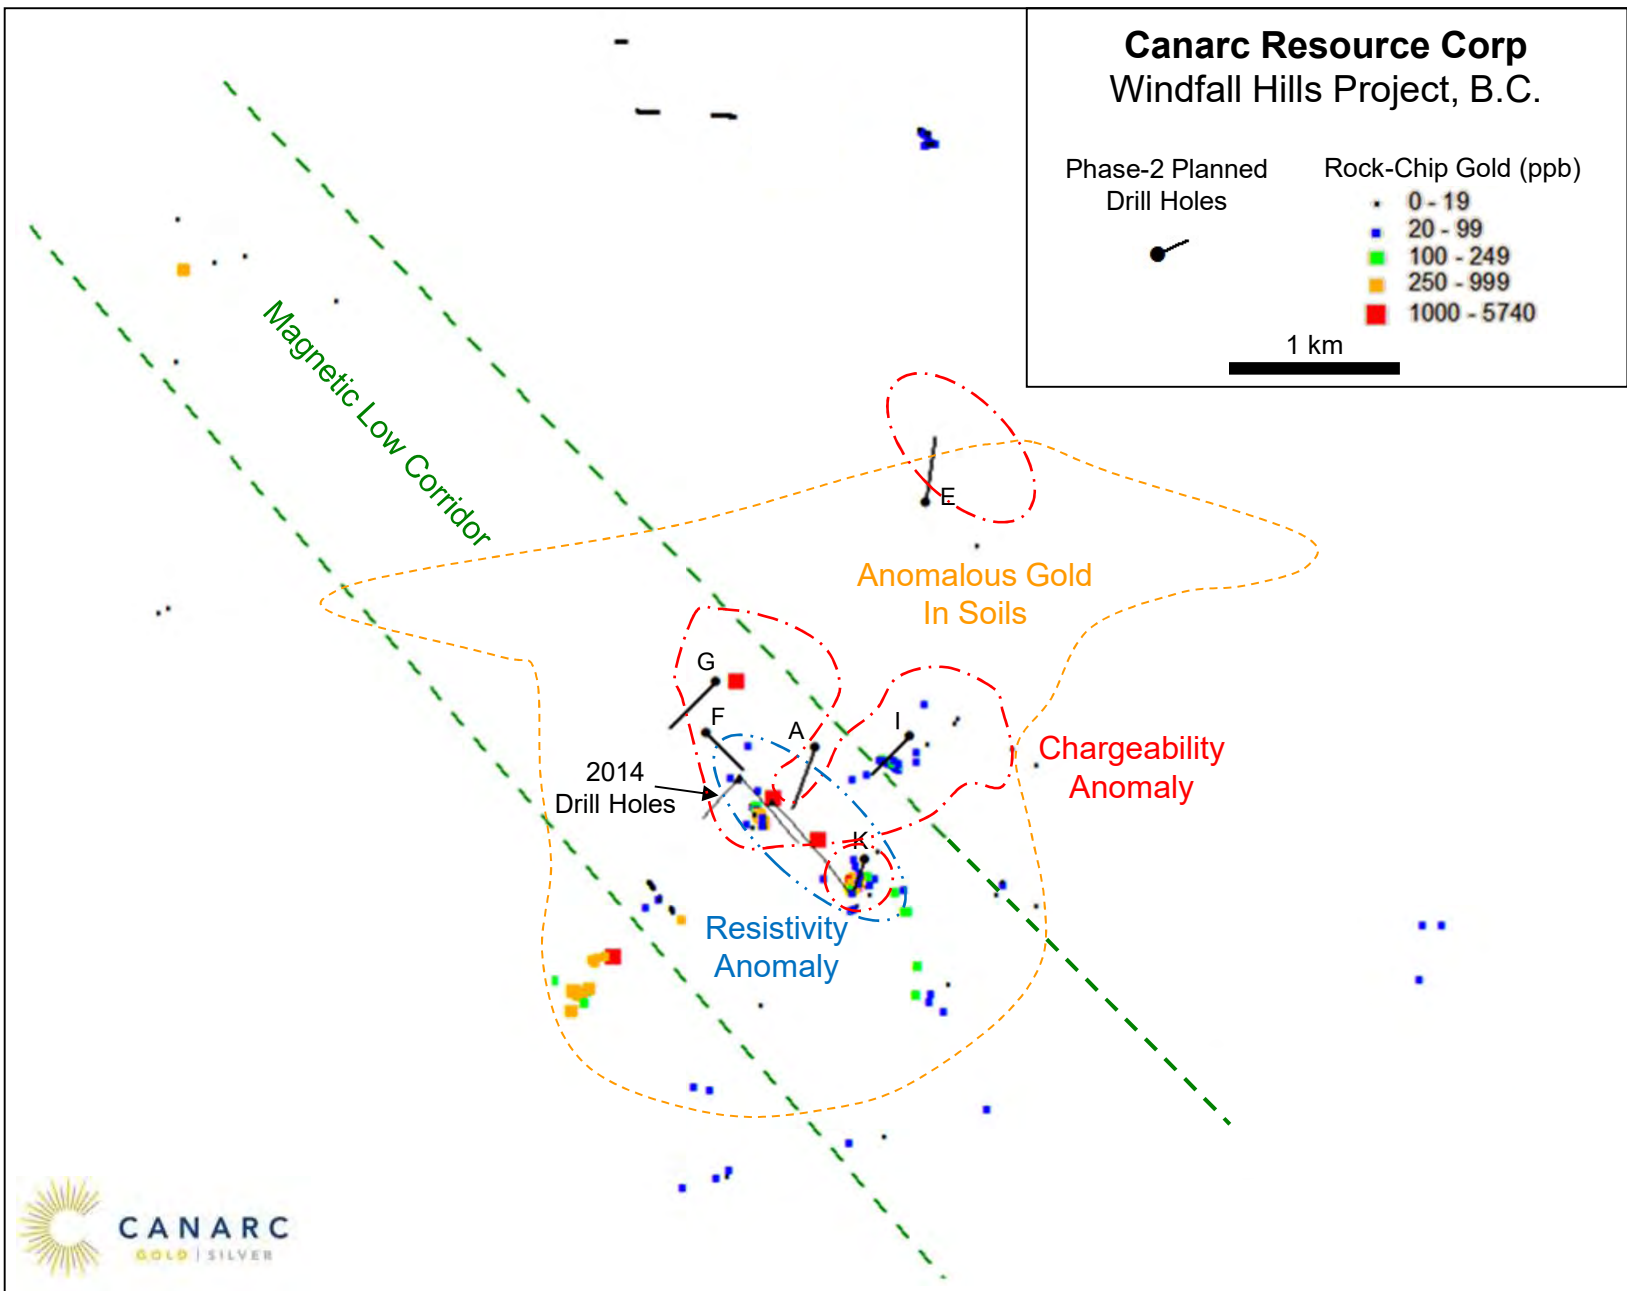 Canarc Resource Corp
Windfall Hills Project, B.C.
Phase-2 Planned
Drill Holes
Rock-Chip Gold (ppb)
0 - 19
20 - 99
100 - 249
250 - 999
1000 - 5740
1 km
Magnetic Low Corridor
E
Anomalous Gold
In Soils
G
F
A
I
Chargeability
Anomaly
2014
Drill Holes
K
Resistivity
Anomaly
CANARC
GOLD | SILVER